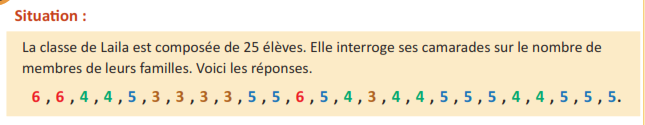 Situation :
La classe de Laila est composée de 25 élèves. Elle interroge ses camarades sur le nombre de
membres de leurs familles. Voici les réponses.
6 , 6 , 4 , 4 , 5 , 3 , 3 , 3 , 3 , 5 , 5 , 6 , 5 , 4 , 3 , 4 , 4 , 5 , 5 , 5 , 4 , 4 , 5 , 5 , 5.